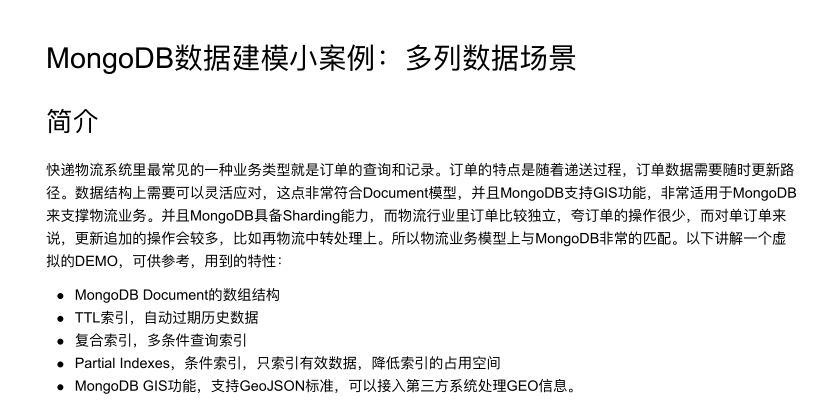 MongoDB数据建模小案例：多列数据场景
简介
快递物流系统里最常见的一种业务类型就是订单的查询和记录。订单的特点是随着递送过程，订单数据需要随时更新路
径。数据结构上需要可以灵活应对，这点非常符合Document模型，并且MongoDB支持GIS功能，非常适用于MongoDB
来支撑物流业务。并且MongoDB具备Sharding能力，而物流行业里订单比较独立，夸订单的操作很少，而对单订单来
说，更新追加的操作会较多，比如再物流中转处理上。所以物流业务模型上与MongoDB非常的匹配。以下讲解一个虚
拟的DEMO，可供参考，用到的特性：
● MongoDB Document的数组结构
● TTL索引，自动过期历史数据
● 复合索引，多条件查询索引
● Partial Indexes，条件索引，只索引有效数据，降低索引的占用空间
● MongoDB GIS功能，支持GeoJSON标准，可以接入第三方系统处理GEO信息。